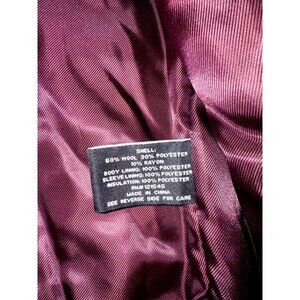 SHELL:
60% WOOL 30% POLYESTER
10% RAYON
BODY LINING: 100% POLYESTER
SLEEVE LINING: 100% POLYESTER
INSULATION: 100% POLYESTER
RN# 121545
MADE IN CHINA
SEE REVERSE SIDE FOR CARE